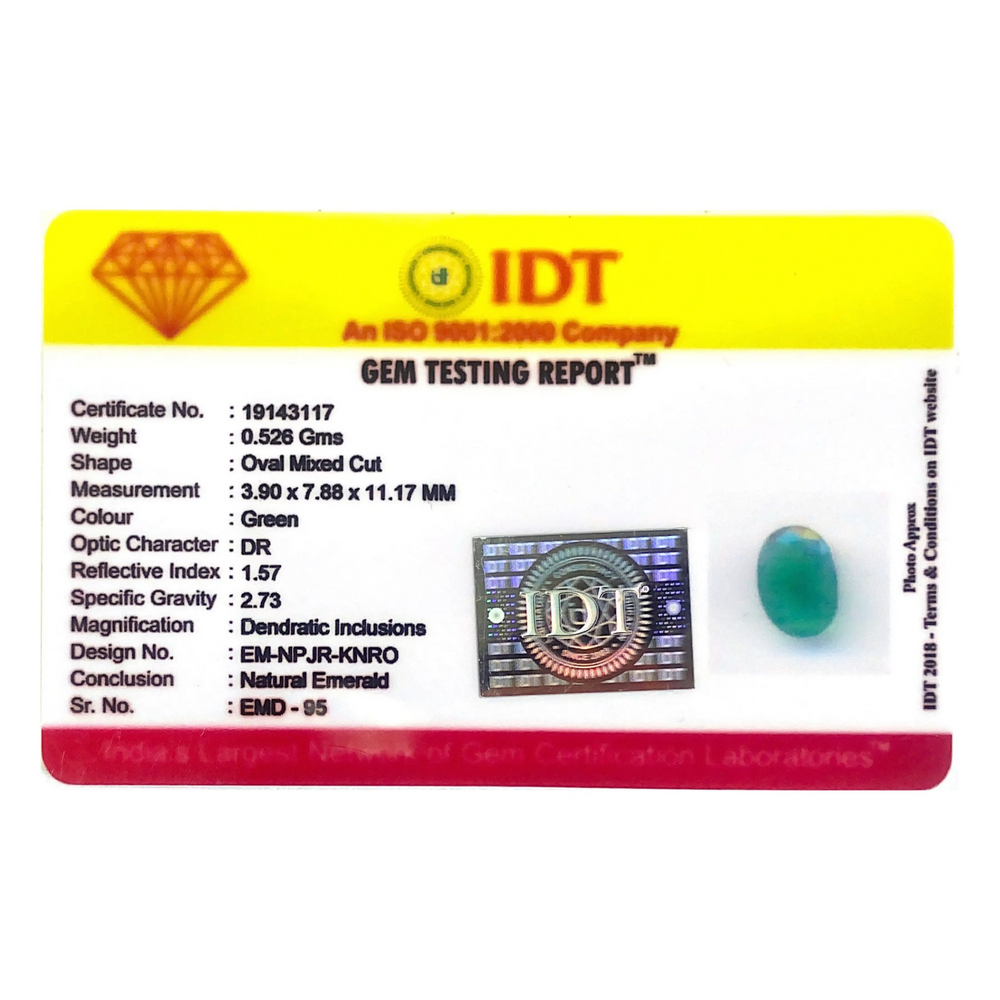 IDT
An ISO 9001:2000 Company
GEM TESTING REPORT™
Certificate No. : 19143117
Weight : 0.526 Gms
Shape : Oval Mixed Cut
Measurement : 3.90 x 7.88 x 11.17 MM
Colour : Green
Optic Character : DR
Reflective Index : 1.57
Specific Gravity : 2.73
Magnification : Dendratic Inclusions
Design No. : EM-NPJR-KNRO
Conclusion : Natural Emerald
Sr. No. : EMD - 95
IDT
Photo Approx
IDT 2018 - Terms & Conditions on IDT website
India's Largest Network of Gem Certification Laboratories™